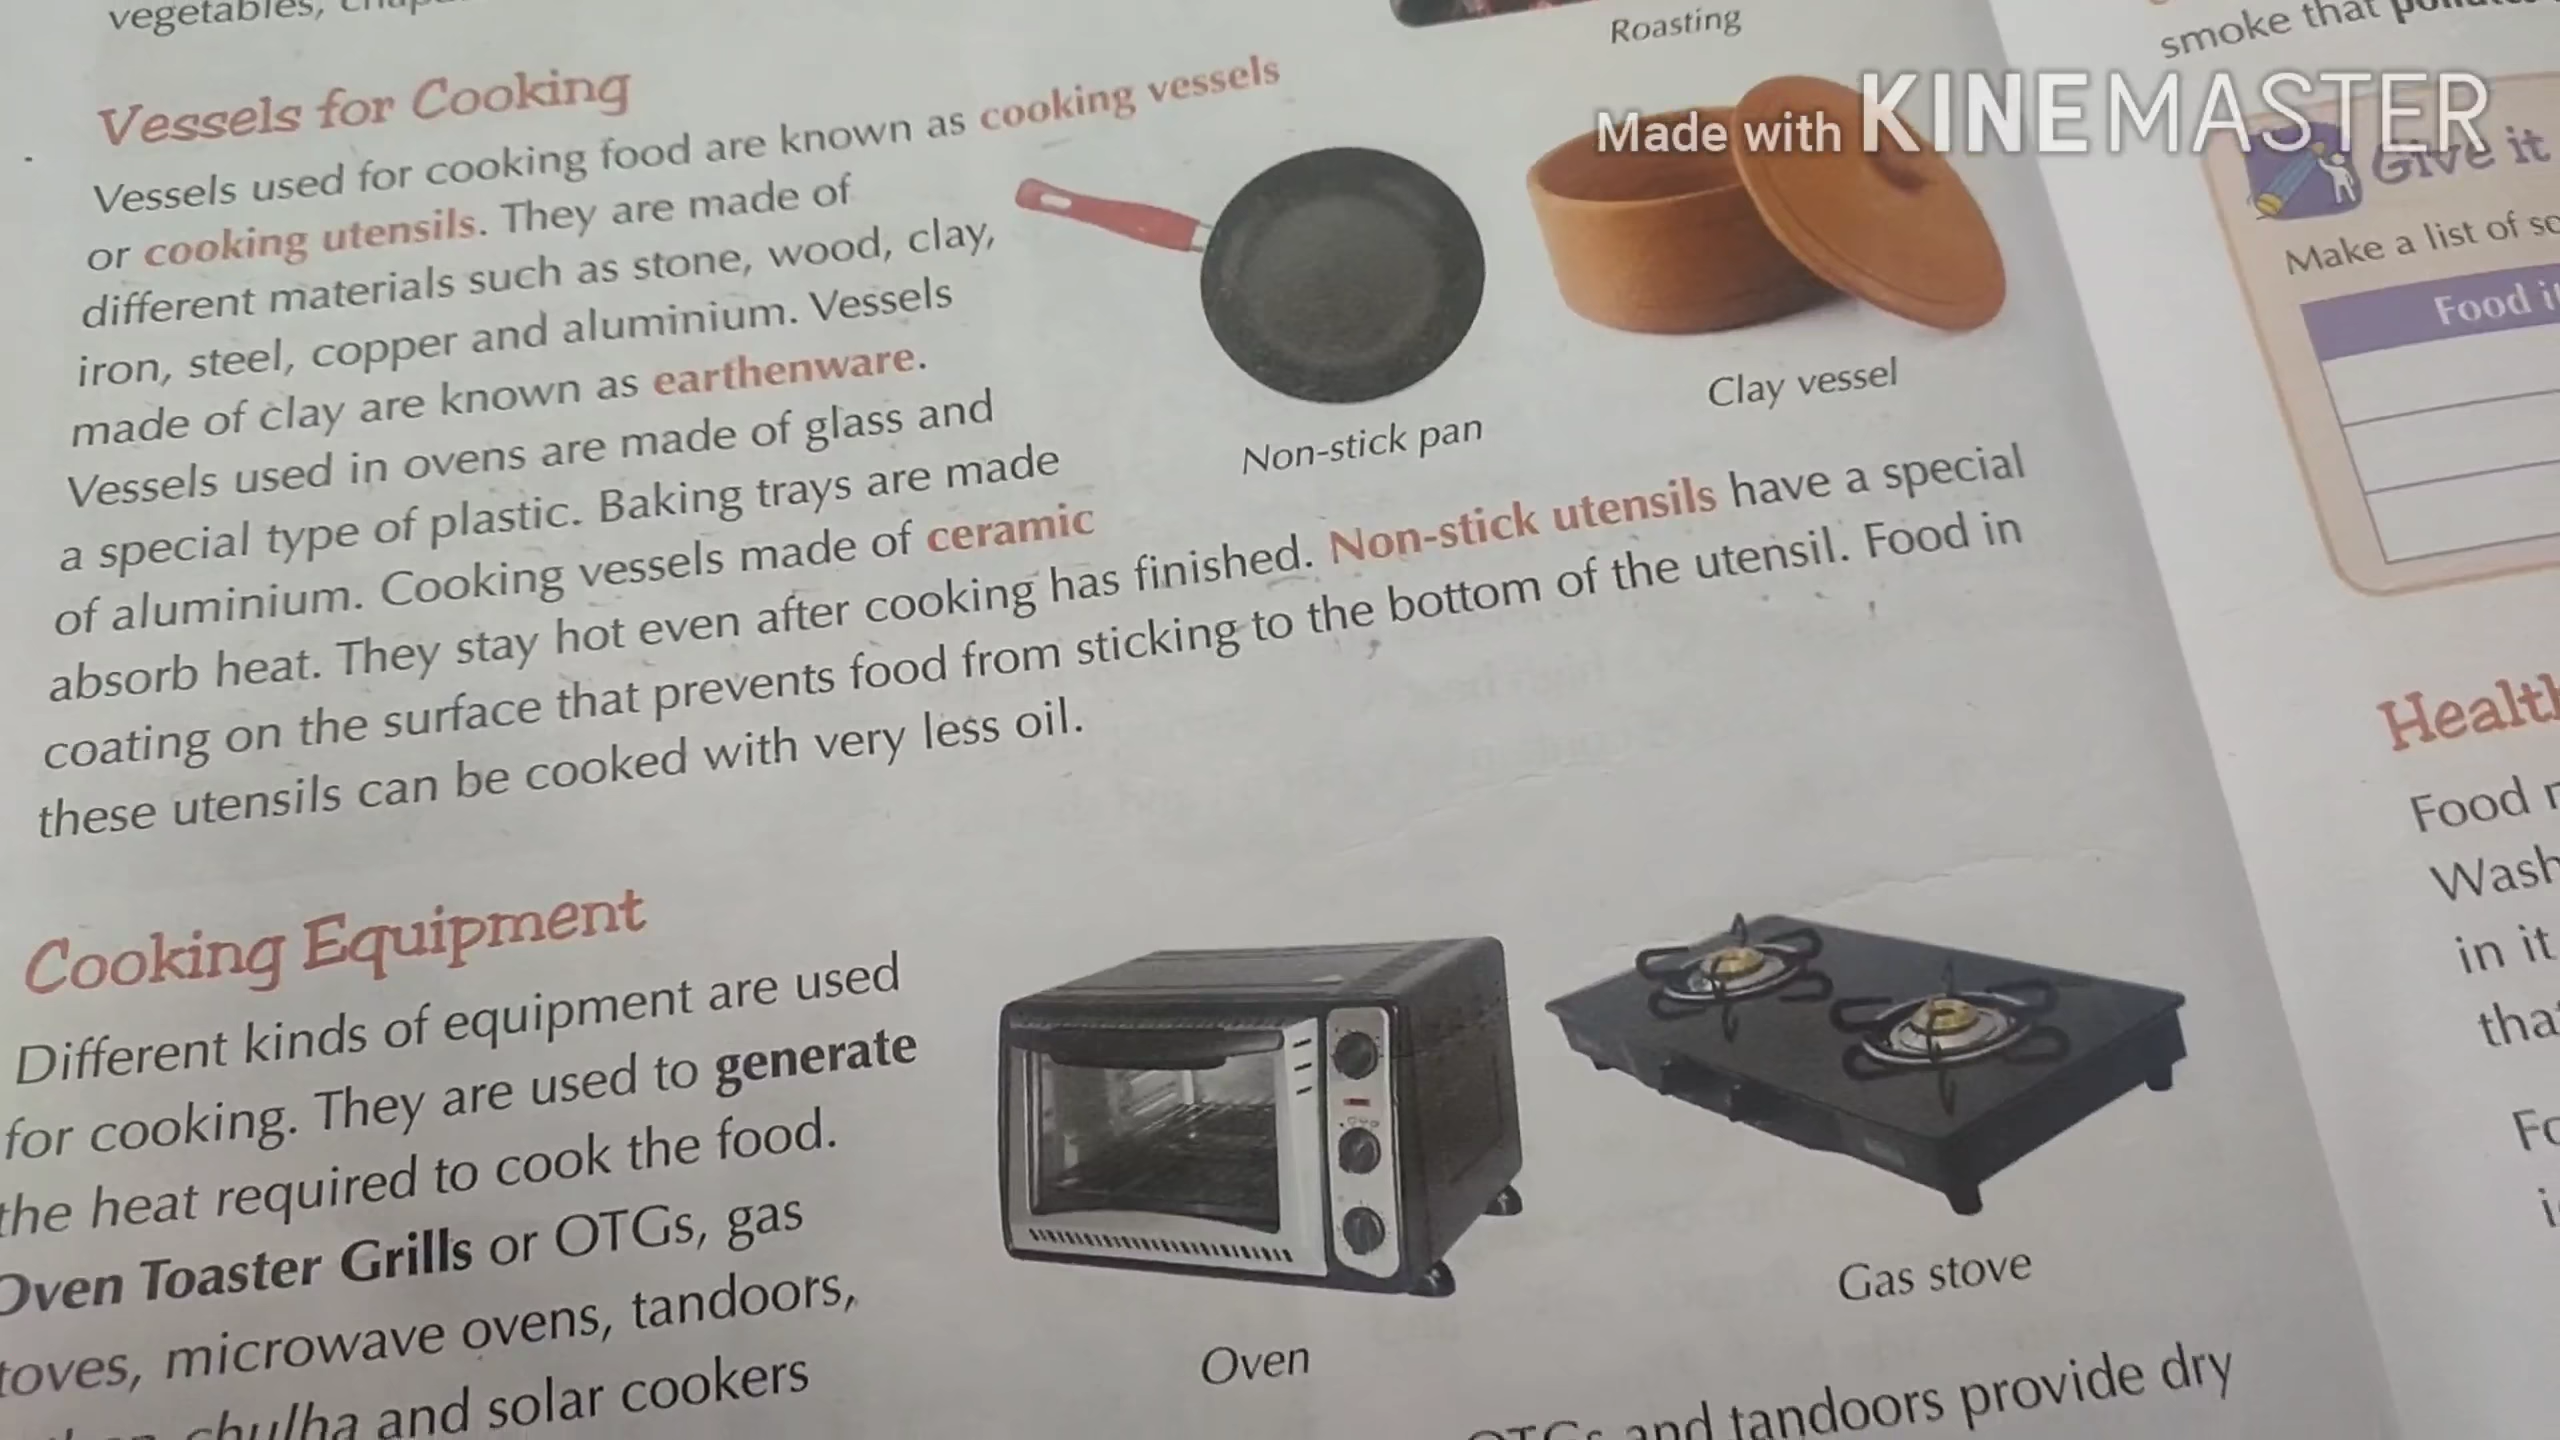 vegetables,
Roasting
Vessels for Cooking
Vessels used for cooking food are known as cooking vessels
or cooking utensils. They are made of
different materials such as stone, wood, clay,
iron, steel, copper and aluminium. Vessels
made of clay are known as earthenware.
Vessels used in ovens are made of glass and
a special type of plastic. Baking trays are made
of aluminium. Cooking vessels made of ceramic
absorb heat. They stay hot even after cooking has finished. Non-stick utensils have a special
coating on the surface that prevents food from sticking to the bottom of the utensil. Food in
these utensils can be cooked with very less oil.
Non-stick pan
Clay vessel
Cooking Equipment
Different kinds of equipment are used
for cooking. They are used to generate
the heat required to cook the food.
Oven Toaster Grills or OTGs, gas
toves, microwave ovens, tandoors,
chulha and solar cookers
Oven
Gas stove
OTGs and tandoors provide dry
smoke that
Made with KINEMASTER
Give it
Make a list of
Food
Health
Food
Wash
in it
that